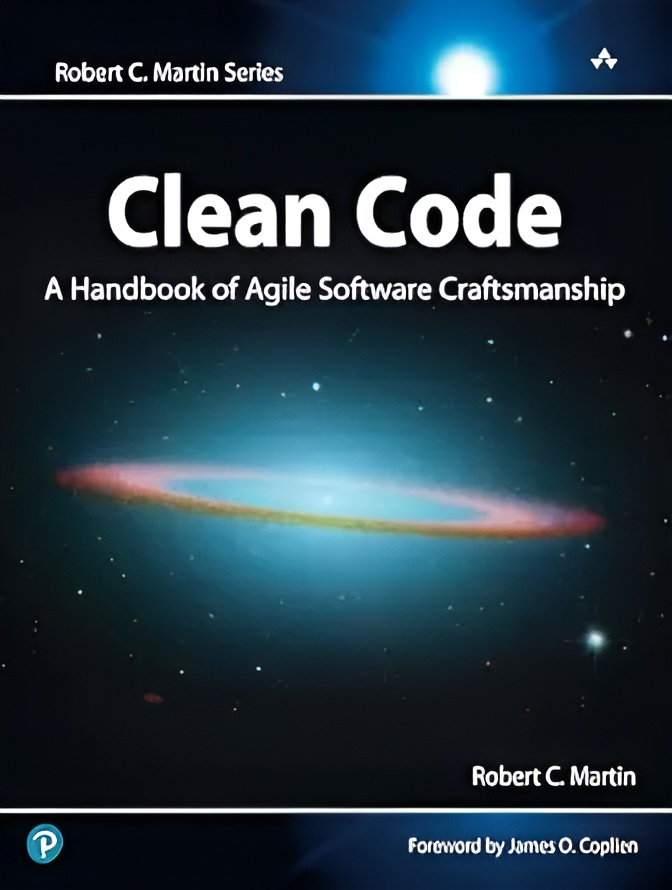 Robert C. Martin Series
Clean Code
A Handbook of Agile Software Craftsmanship
Robert C. Martin
P
Foreword by James O. Coplien